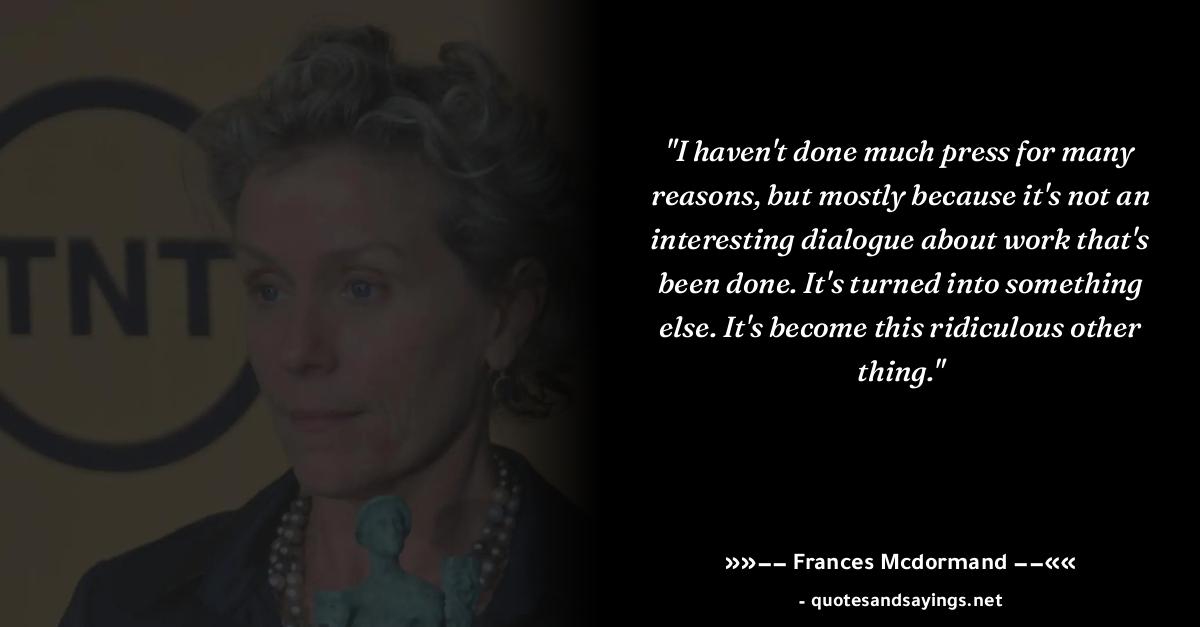 TNT
"I haven't done much press for many
reasons, but mostly because it's not an
interesting dialogue about work that's
been done. It's turned into something
else. It's become this ridiculous other
thing."
»»−− Frances Mcdormand −−««
- quotesandsayings.net